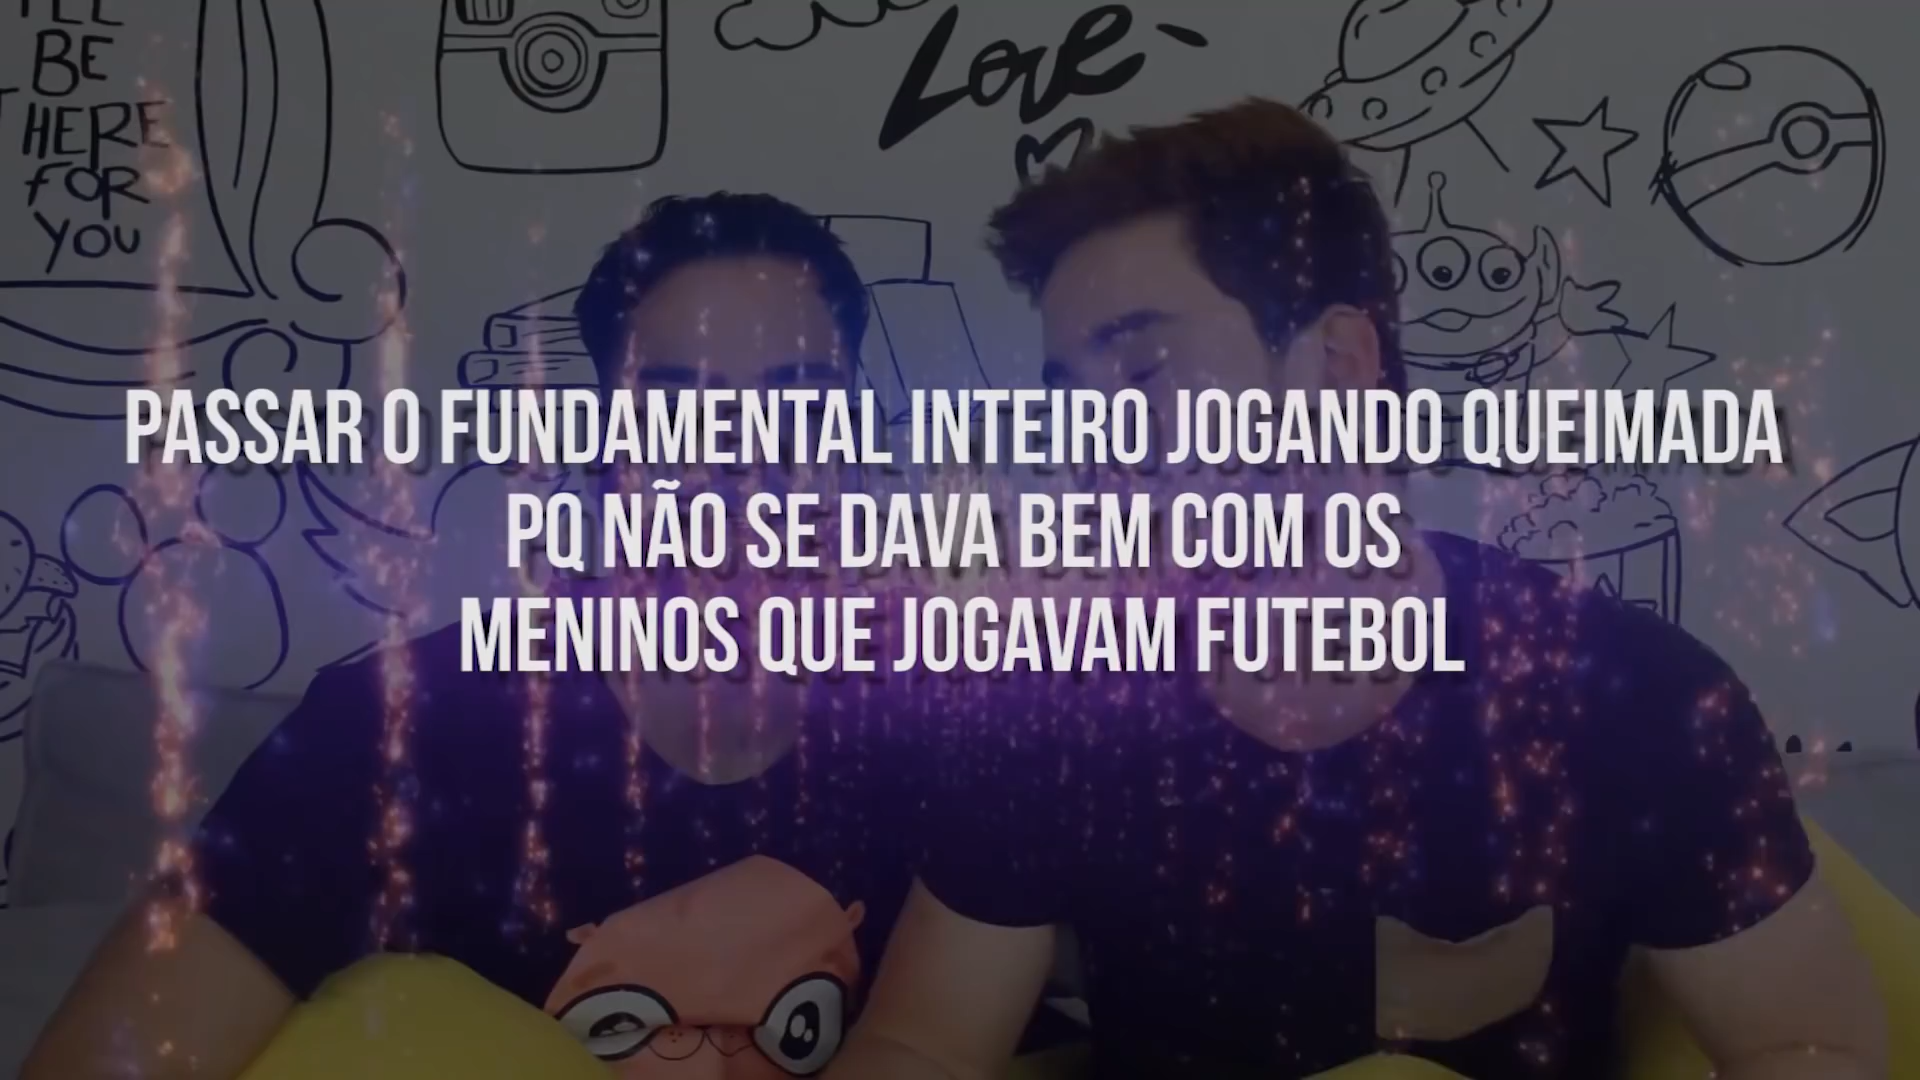 I'LL
BE
HERE
FOR
YOU
Love
PASSAR O FUNDAMENTAL INTEIRO JOGANDO QUEIMADA
PQ NÃO SE DAVA BEM COM OS
MENINOS QUE JOGAVAM FUTEBOL